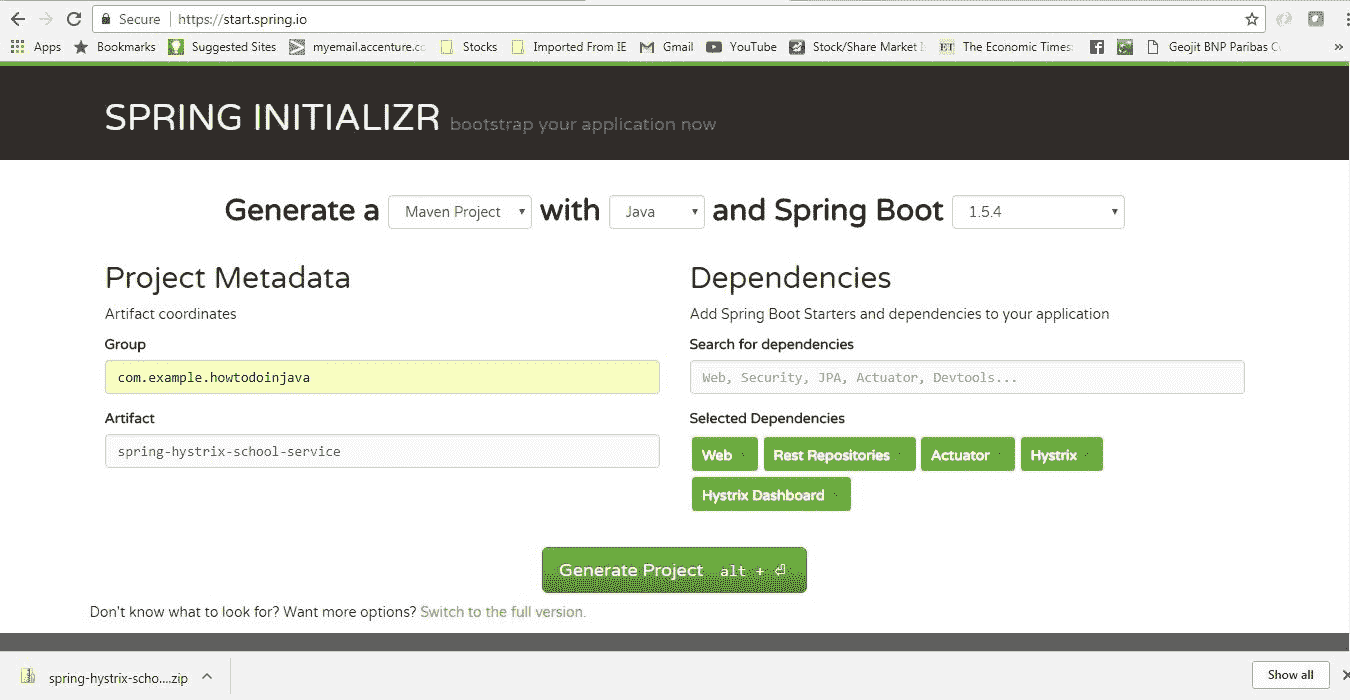 Secure https://start.spring.io
Apps Bookmarks Suggested Sites myemail.accenture.co Stocks Imported From IE Gmail YouTube Stock/Share Market I ET The Economic Times: Geojit BNP Paribas C »
SPRING INITIALIZR bootstrap your application now
Generate a Maven Project with Java and Spring Boot 1.5.4
Project Metadata
Artifact coordinates
Group
com.example.howtodoinjava
Artifact
spring-hystrix-school-service
Dependencies
Add Spring Boot Starters and dependencies to your application
Search for dependencies
Web, Security, JPA, Actuator, Devtools...
Selected Dependencies
Web Rest Repositories Actuator Hystrix
Hystrix Dashboard
Generate Project alt + ⏎
Don't know what to look for? Want more options? Switch to the full version.
spring-hystrix-scho....zip Show all